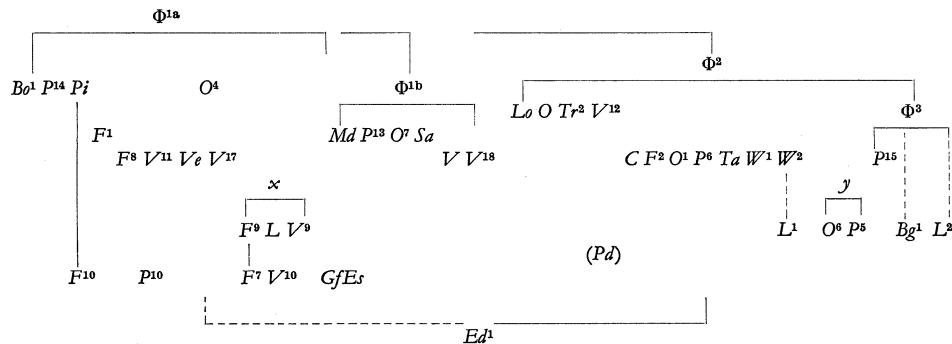 Φ¹ᵃ
Φ²
Bo¹ P¹⁴ Pi O⁴ Φ¹ᵇ
Lo O Tr² V¹² Φ³
F¹ Md P¹³ O⁷ Sa
F⁸ V¹¹ Ve V¹⁷ V V¹⁸ C F² O¹ P⁶ Ta W¹ W² P¹⁵
x y
F⁹ L V⁹ L¹ O⁶ P⁵ Bg¹ L²
(Pd)
F¹⁰ P¹⁰ F⁷ V¹⁰ GfEs
Ed¹